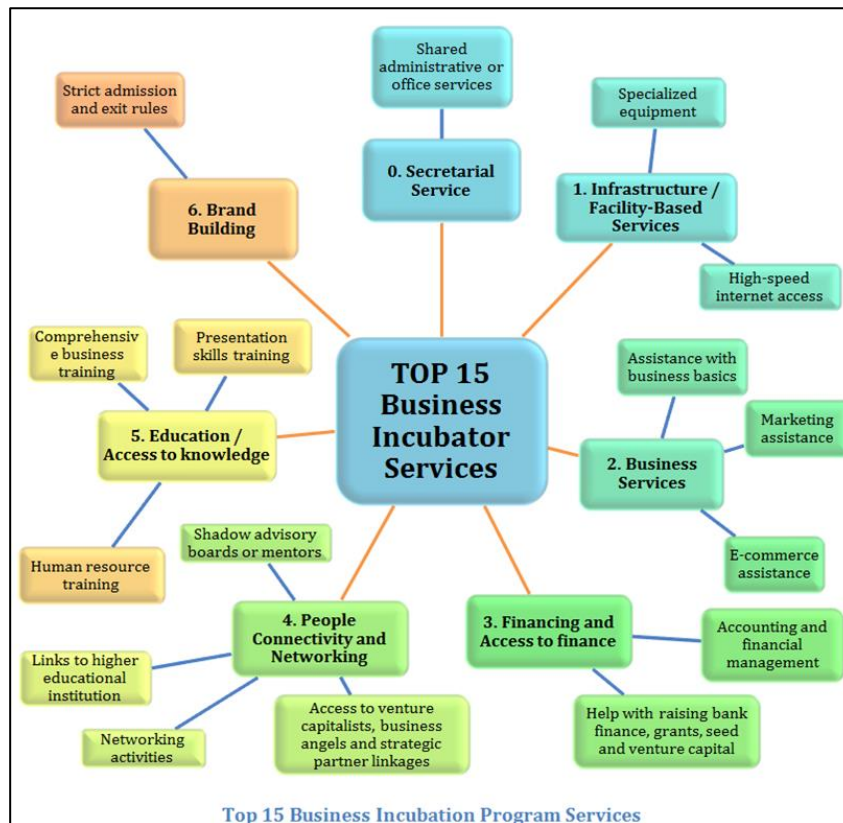 Shared
administrative or
office services
Strict admission
and exit rules
Specialized
equipment
0. Secretarial
Service
6. Brand
Building
1. Infrastructure /
Facility-Based
Services
High-speed
internet access
Comprehensiv
e business
training
Presentation
skills training
TOP 15
Business
Incubator
Services
Assistance with
business basics
Marketing
assistance
5. Education /
Access to knowledge
2. Business
Services
Shadow advisory
boards or mentors
E-commerce
assistance
Human resource
training
4. People
Connectivity and
Networking
3. Financing and
Access to finance
Accounting and
financial
management
Links to higher
educational
institution
Networking
activities
Access to venture
capitalists, business
angels and strategic
partner linkages
Help with raising bank
finance, grants, seed
and venture capital
Top 15 Business Incubation Program Services